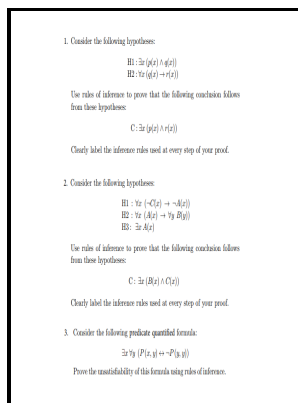 1. Consider the following hypotheses:
H1 : ∃x (p(x) ∧ q(x))
H2 : ∀x (q(x) → r(x))
Use rules of inference to prove that the following conclusion follows
from these hypotheses:
C : ∃x (p(x) ∧ r(x))
Clearly label the inference rules used at every step of your proof.
2. Consider the following hypotheses:
H1 : ∀x (¬C(x) → ¬A(x))
H2 : ∀x (A(x) → ∀y B(y))
H3: ∃x A(x)
Use rules of inference to prove that the following conclusion follows
from these hypotheses:
C : ∃x (B(x) ∧ C(x))
Clearly label the inference rules used at every step of your proof.
3. Consider the following predicate quantified formula:
∃x ∀y (P(x, y) ↔ ¬P(y, y))
Prove the unsatisfiability of this formula using rules of inference.